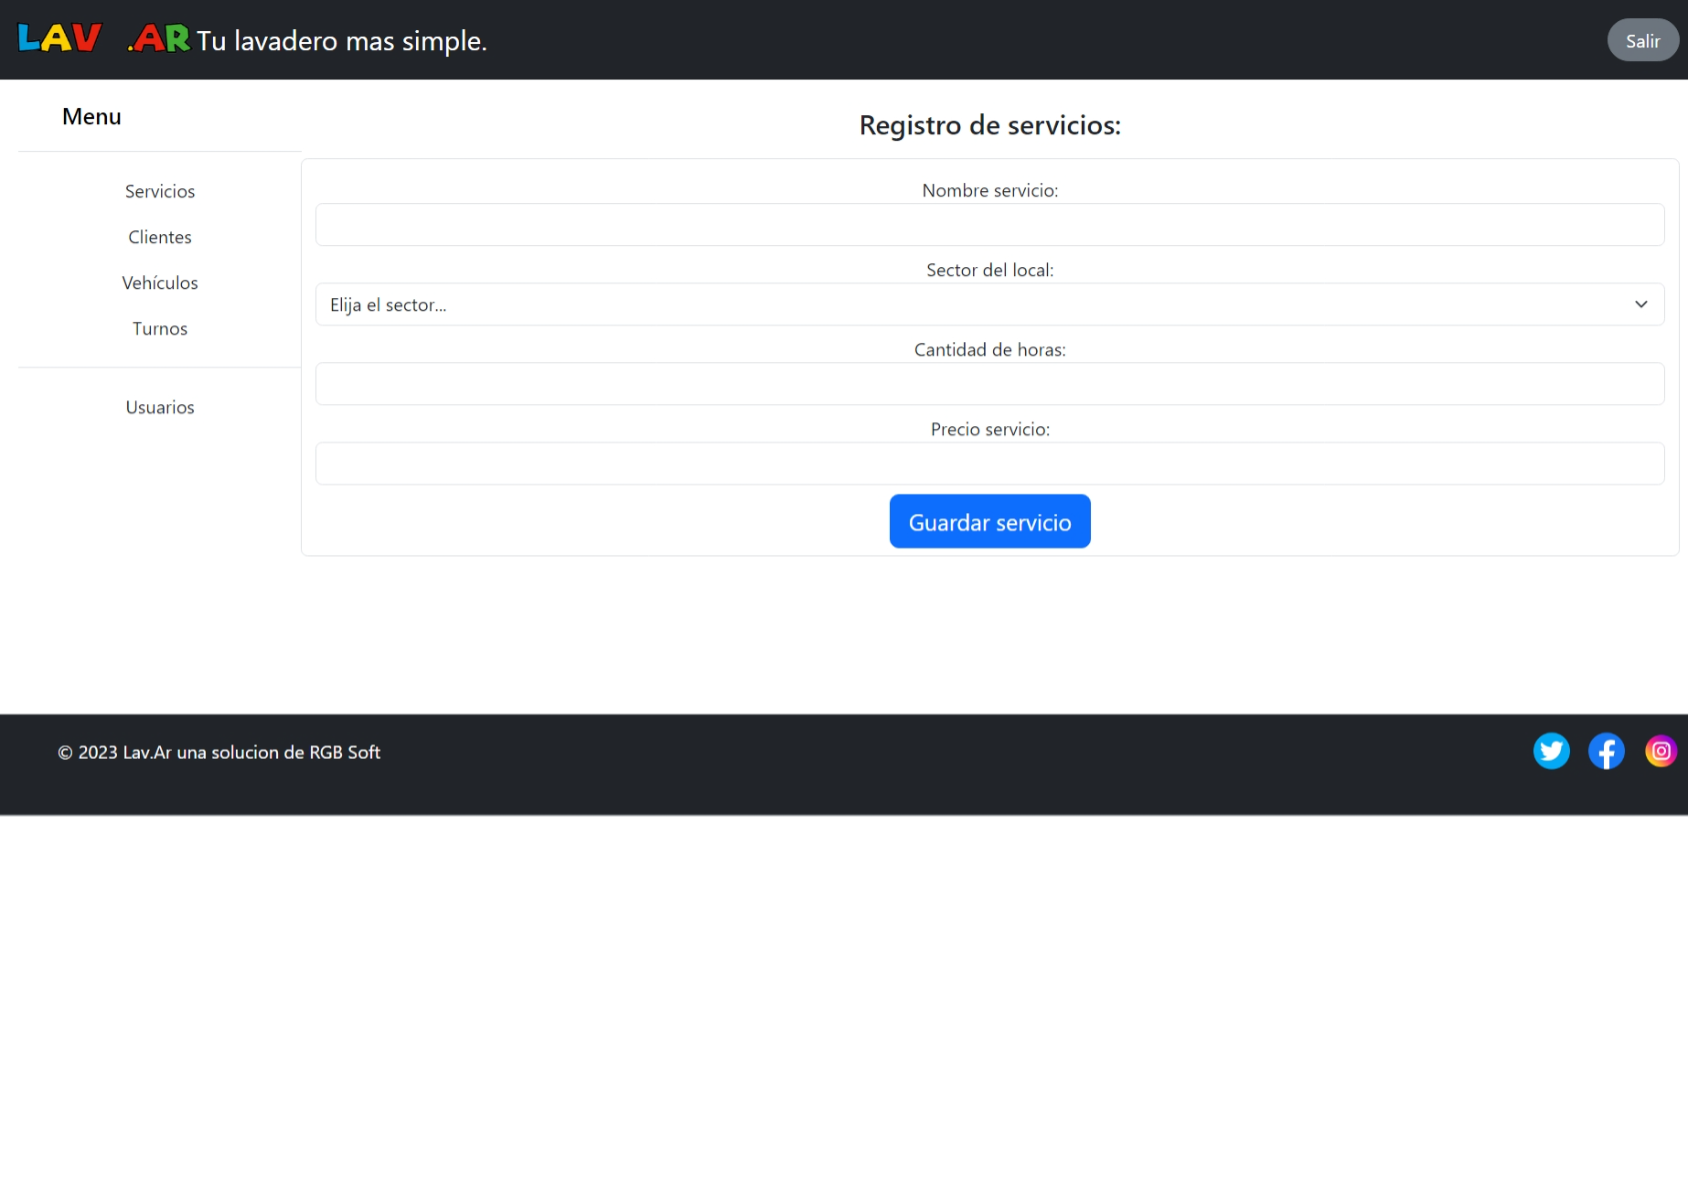 LAV .AR Tu lavadero mas simple.
Salir
Menu
Servicios
Clientes
Vehículos
Turnos
Usuarios
Registro de servicios:
Nombre servicio:
Sector del local:
Elija el sector...
Cantidad de horas:
Precio servicio:
Guardar servicio
© 2023 Lav.Ar una solucion de RGB Soft